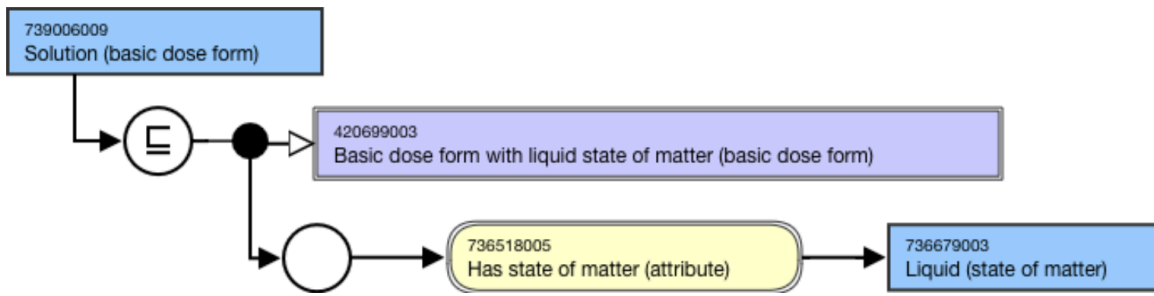 739006009
Solution (basic dose form)
⊑
420699003
Basic dose form with liquid state of matter (basic dose form)
736518005
Has state of matter (attribute)
736679003
Liquid (state of matter)